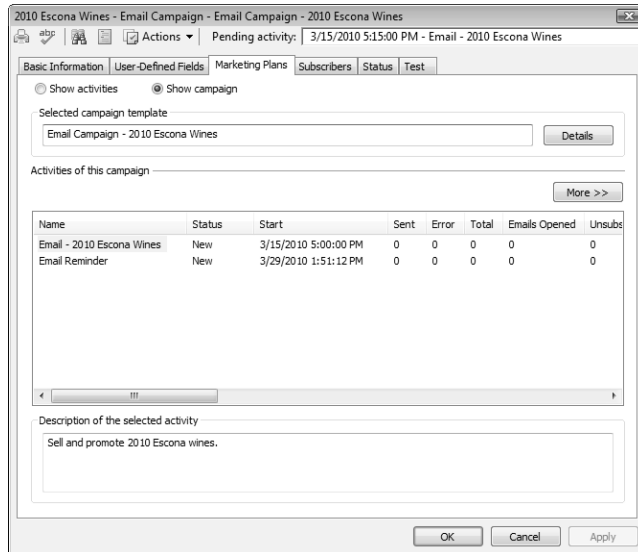 2010 Escona Wines - Email Campaign - Email Campaign - 2010 Escona Wines
abc Actions Pending activity: 3/15/2010 5:15:00 PM - Email - 2010 Escona Wines
Basic Information User-Defined Fields Marketing Plans Subscribers Status Test
Show activities Show campaign
Selected campaign template
Email Campaign - 2010 Escona Wines Details
Activities of this campaign
More >>
Name Status Start Sent Error Total Emails Opened Unsubs
Email - 2010 Escona Wines New 3/15/2010 5:00:00 PM 0 0 0 0 0
Email Reminder New 3/29/2010 1:51:12 PM 0 0 0 0 0
Description of the selected activity
Sell and promote 2010 Escona wines.
OK Cancel Apply